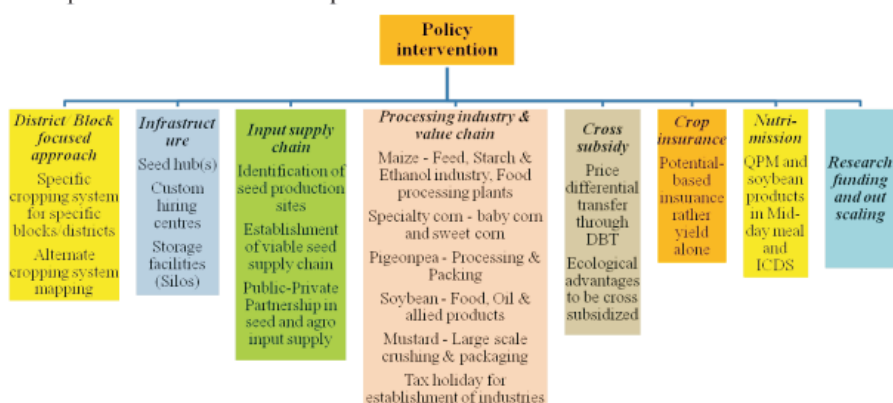 Policy
intervention
District Block
focused
approach
Specific
cropping system
for specific
blocks/districts
Alternate
cropping system
mapping
Infrastruct
ure
Seed hub(s)
Custom
hiring
centres
Storage
facilities
(Silos)
Input supply
chain
Identification of
seed production
sites
Establishment
of viable seed
supply chain
Public-Private
Partnership in
seed and agro
input supply
Processing industry &
value chain
Maize - Feed, Starch &
Ethanol industry, Food
processing plants
Specialty corn - baby corn
and sweet corn
Pigeonpea - Processing &
Packing
Soybean - Food, Oil &
allied products
Mustard - Large scale
crushing & packaging
Tax holiday for
establishment of industries
Cross
subsidy
Price
differential
transfer
through
DBT
Ecological
advantages
to be cross
subsidized
Crop
insurance
Potential-
based
insurance
rather
yield
alone
Nutri-
mission
QPM and
soybean
products
in Mid-
day meal
and
ICDS
Research
funding
and out
scaling